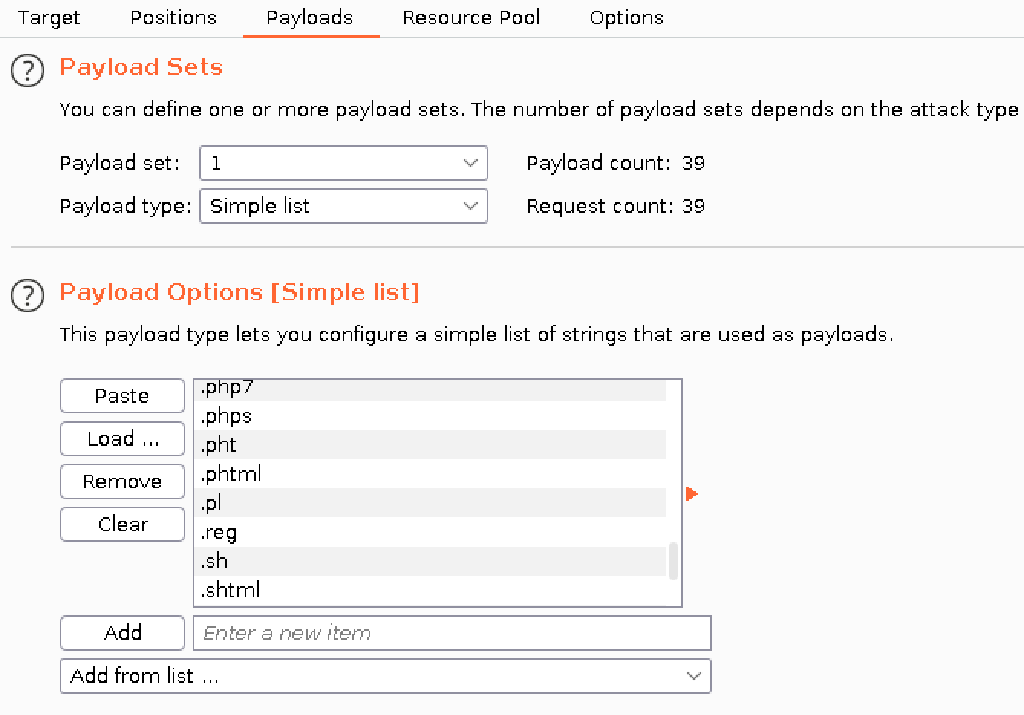 Target Positions Payloads Resource Pool Options
? Payload Sets
You can define one or more payload sets. The number of payload sets depends on the attack type
Payload set: 1 Payload count: 39
Payload type: Simple list Request count: 39
? Payload Options [Simple list]
This payload type lets you configure a simple list of strings that are used as payloads.
Paste
Load ...
Remove
Clear
.php7
.phps
.pht
.phtml
.pl
.reg
.sh
.shtml
Add Enter a new item
Add from list ...